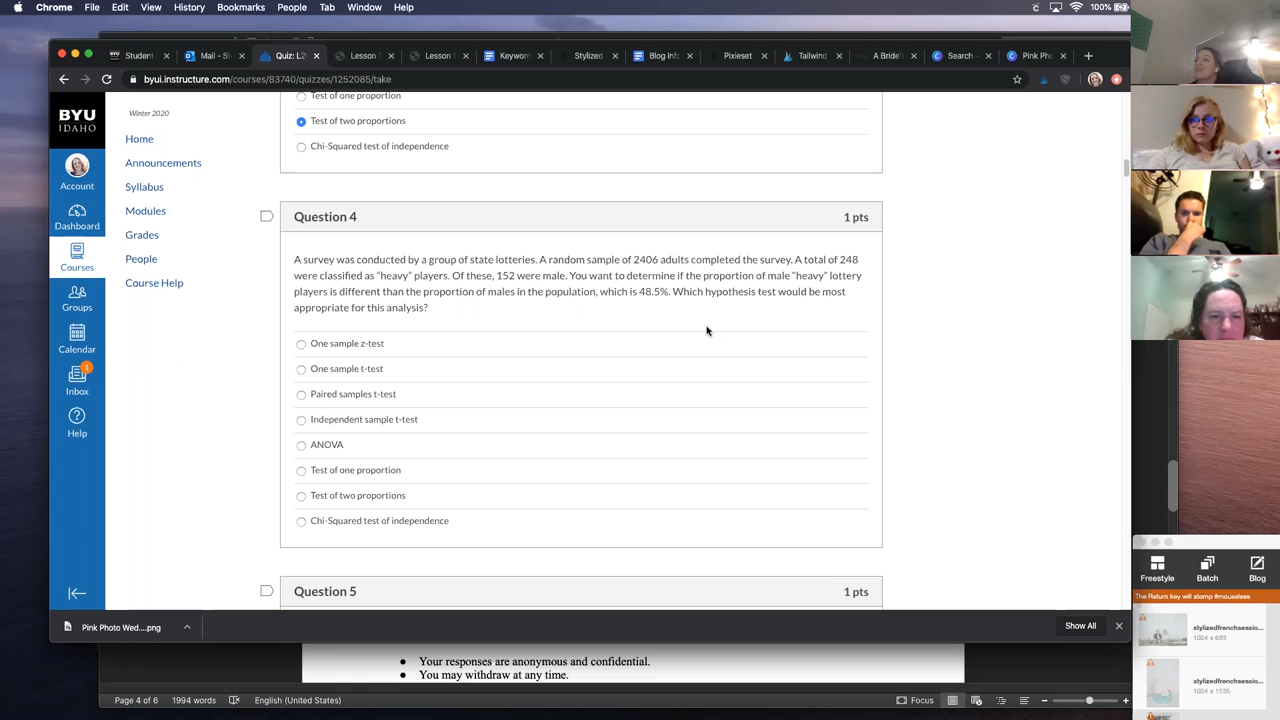 Chrome File Edit View History Bookmarks People Tab Window Help 100%
Student Mail – St Quiz: L2 Lesson 1 Lesson 1 Keyword Stylized Blog Info Pixieset Tailwind A Bride' Search - Pink Pho
byui.instructure.com/courses/83740/quizzes/1252085/take
BYU
IDAHO
Account
Dashboard
Courses
Groups
Calendar
1
Inbox
?
Help
Winter 2020
Home
Announcements
Syllabus
Modules
Grades
People
Course Help
Test of one proportion
Test of two proportions
Chi-Squared test of independence
Question 4 1 pts
A survey was conducted by a group of state lotteries. A random sample of 2406 adults completed the survey. A total of 248
were classified as "heavy" players. Of these, 152 were male. You want to determine if the proportion of male "heavy" lottery
players is different than the proportion of males in the population, which is 48.5%. Which hypothesis test would be most
appropriate for this analysis?
One sample z-test
One sample t-test
Paired samples t-test
Independent sample t-test
ANOVA
Test of one proportion
Test of two proportions
Chi-Squared test of independence
Question 5 1 pts
Pink Photo Wed....png Show All
• Your responses are anonymous and confidential.
• You may withdraw at any time.
Page 4 of 6 1994 words English (United States) Focus
Freestyle Batch Blog
The Return key will stomp #mouseless
stylizedfrenchsessio...
1024 x 683
stylizedfrenchsessio...
1024 x 1535